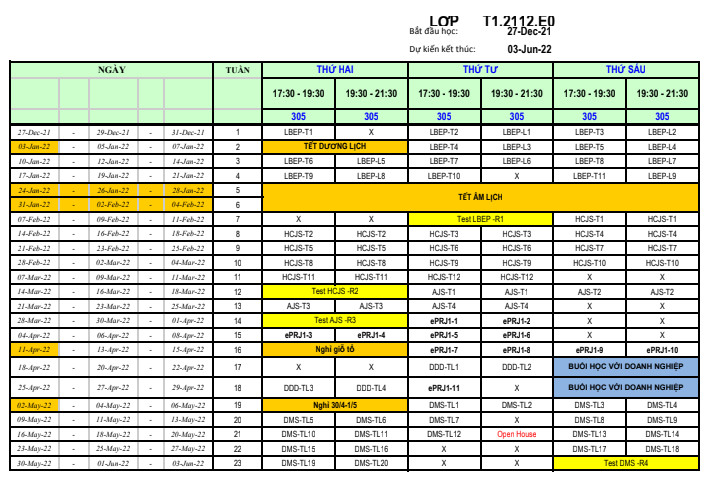 LỚP T1.2112.E0
Bắt đầu học: 27-Dec-21
Dự kiến kết thúc: 03-Jun-22
NGÀY TUẦN THỨ HAI THỨ TƯ THỨ SÁU
17:30 - 19:30 19:30 - 21:30 17:30 - 19:30 19:30 - 21:30 17:30 - 19:30 19:30 - 21:30
305 305 305 305 305 305
27-Dec-21 - 29-Dec-21 - 31-Dec-21 1 LBEP-T1 X LBEP-T2 LBEP-L1 LBEP-T3 LBEP-L2
03-Jan-22 - 05-Jan-22 - 07-Jan-22 2 TẾT DƯƠNG LỊCH LBEP-T4 LBEP-L3 LBEP-T5 LBEP-L4
10-Jan-22 - 12-Jan-22 - 14-Jan-22 3 LBEP-T6 LBEP-L5 LBEP-T7 LBEP-L6 LBEP-T8 LBEP-L7
17-Jan-22 - 19-Jan-22 - 21-Jan-22 4 LBEP-T9 LBEP-L8 LBEP-T10 X LBEP-T11 LBEP-L9
24-Jan-22 - 26-Jan-22 - 28-Jan-22 5 TẾT ÂM LỊCH
31-Jan-22 - 02-Feb-22 - 04-Feb-22 6
07-Feb-22 - 09-Feb-22 - 11-Feb-22 7 X X Test LBEP -R1 HCJS-T1 HCJS-T1
14-Feb-22 - 16-Feb-22 - 18-Feb-22 8 HCJS-T2 HCJS-T2 HCJS-T3 HCJS-T3 HCJS-T4 HCJS-T4
21-Feb-22 - 23-Feb-22 - 25-Feb-22 9 HCJS-T5 HCJS-T5 HCJS-T6 HCJS-T6 HCJS-T7 HCJS-T7
28-Feb-22 - 02-Mar-22 - 04-Mar-22 10 HCJS-T8 HCJS-T8 HCJS-T9 HCJS-T9 HCJS-T10 HCJS-T10
07-Mar-22 - 09-Mar-22 - 11-Mar-22 11 HCJS-T11 HCJS-T11 HCJS-T12 HCJS-T12 X X
14-Mar-22 - 16-Mar-22 - 18-Mar-22 12 Test HCJS -R2 AJS-T1 AJS-T1 AJS-T2 AJS-T2
21-Mar-22 - 23-Mar-22 - 25-Mar-22 13 AJS-T3 AJS-T3 AJS-T4 AJS-T4 X X
28-Mar-22 - 30-Mar-22 - 01-Apr-22 14 Test AJS -R3 ePRJ1-1 ePRJ1-2 X X
04-Apr-22 - 06-Apr-22 - 08-Apr-22 15 ePRJ1-3 ePRJ1-4 ePRJ1-5 ePRJ1-6 X X
11-Apr-22 - 13-Apr-22 - 15-Apr-22 16 Nghỉ giỗ tổ ePRJ1-7 ePRJ1-8 ePRJ1-9 ePRJ1-10
18-Apr-22 - 20-Apr-22 - 22-Apr-22 17 X X DDD-TL1 DDD-TL2 BUỔI HỌC VỚI DOANH NGHIỆP
25-Apr-22 - 27-Apr-22 - 29-Apr-22 18 DDD-TL3 DDD-TL4 ePRJ1-11 X BUỔI HỌC VỚI DOANH NGHIỆP
02-May-22 - 04-May-22 - 06-May-22 19 Nghỉ 30/4-1/5 DMS-TL1 DMS-TL2 DMS-TL3 DMS-TL4
09-May-22 - 11-May-22 - 13-May-22 20 DMS-TL5 DMS-TL6 DMS-TL7 X DMS-TL8 DMS-TL9
16-May-22 - 18-May-22 - 20-May-22 21 DMS-TL10 DMS-TL11 DMS-TL12 Open House DMS-TL13 DMS-TL14
23-May-22 - 25-May-22 - 27-May-22 22 DMS-TL15 DMS-TL16 X X DMS-TL17 DMS-TL18
30-May-22 - 01-Jun-22 - 03-Jun-22 23 DMS-TL19 DMS-TL20 X X Test DMS -R4